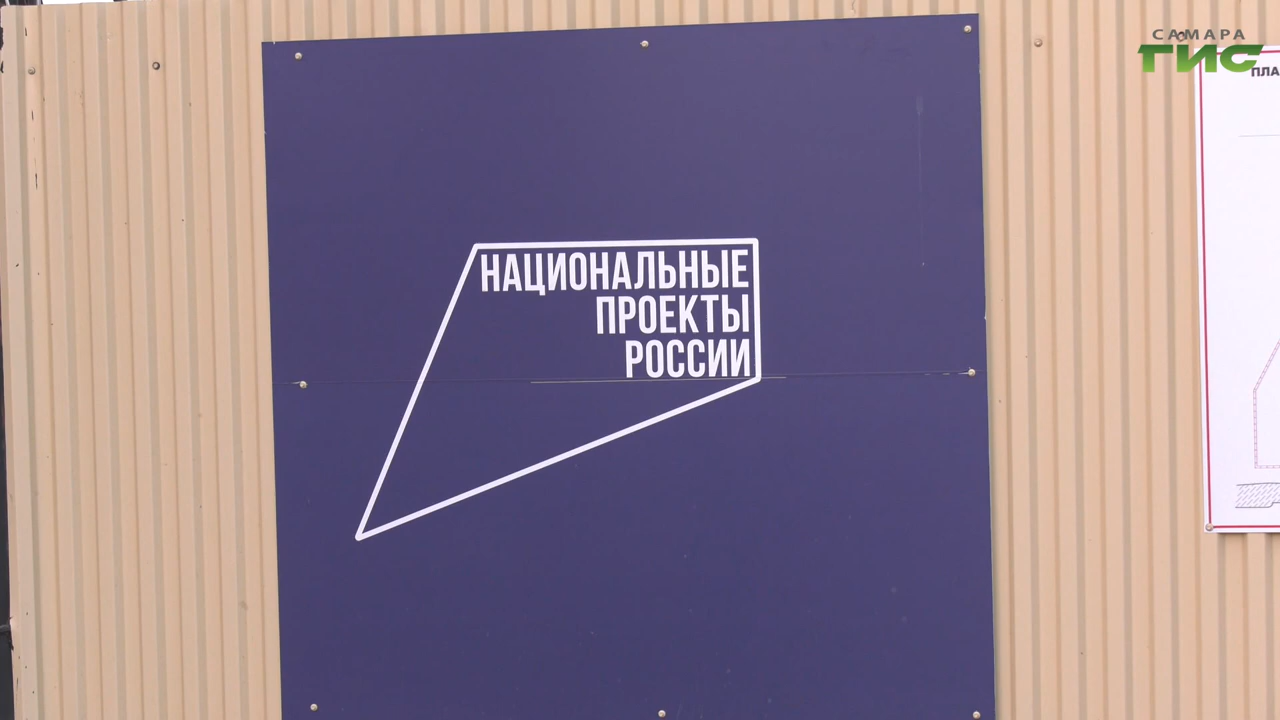 САМАРА
ГИС
НАЦИОНАЛЬНЫЕ
ПРОЕКТЫ
РОССИИ